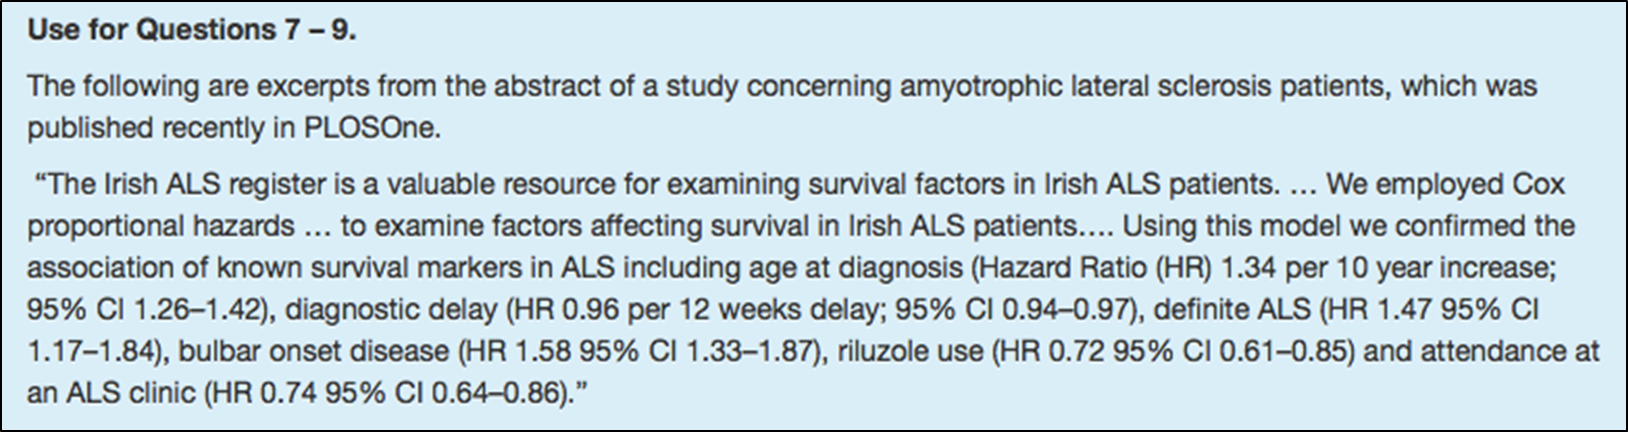 Use for Questions 7 – 9.
The following are excerpts from the abstract of a study concerning amyotrophic lateral sclerosis patients, which was
published recently in PLOSOne.
“The Irish ALS register is a valuable resource for examining survival factors in Irish ALS patients. … We employed Cox
proportional hazards … to examine factors affecting survival in Irish ALS patients…. Using this model we confirmed the
association of known survival markers in ALS including age at diagnosis (Hazard Ratio (HR) 1.34 per 10 year increase;
95% CI 1.26–1.42), diagnostic delay (HR 0.96 per 12 weeks delay; 95% CI 0.94–0.97), definite ALS (HR 1.47 95% CI
1.17–1.84), bulbar onset disease (HR 1.58 95% CI 1.33–1.87), riluzole use (HR 0.72 95% CI 0.61–0.85) and attendance at
an ALS clinic (HR 0.74 95% CI 0.64–0.86).”